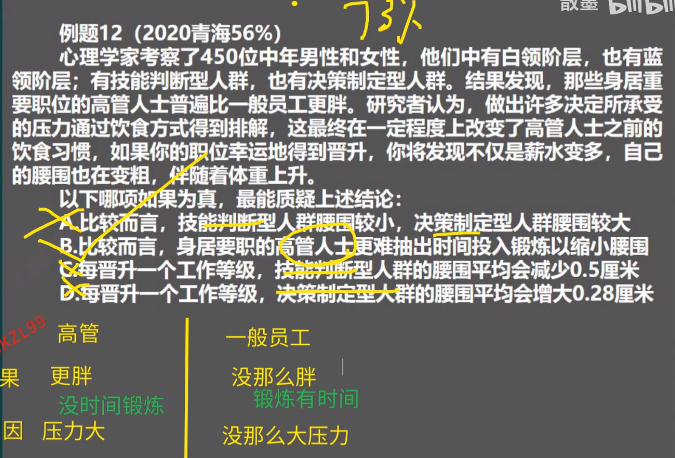 散墨 bilibili
73%
例题12（2020青海56%）
心理学家考察了450位中年男性和女性，他们中有白领阶层，也有蓝
领阶层；有技能判断型人群，也有决策制定型人群。结果发现，那些身居重
要职位的高管人士普遍比一般员工更胖。研究者认为，做出许多决定所承受
的压力通过饮食方式得到排解，这最终在一定程度上改变了高管人士之前的
饮食习惯，如果你的职位幸运地得到晋升，你将发现不仅是薪水变多，自己
的腰围也在变粗，伴随着体重上升。
以下哪项如果为真，最能质疑上述结论：
A.比较而言，技能判断型人群腰围较小，决策制定型人群腰围较大
B.比较而言，身居要职的高管人士更难抽出时间投入锻炼以缩小腰围
C.每晋升一个工作等级，技能判断型人群的腰围平均会减少0.5厘米
D.每晋升一个工作等级，决策制定型人群的腰围平均会增大0.28厘米
KZL99
高管 一般员工
果 更胖 没那么胖
没时间锻炼 锻炼有时间
因 压力大 没那么大压力